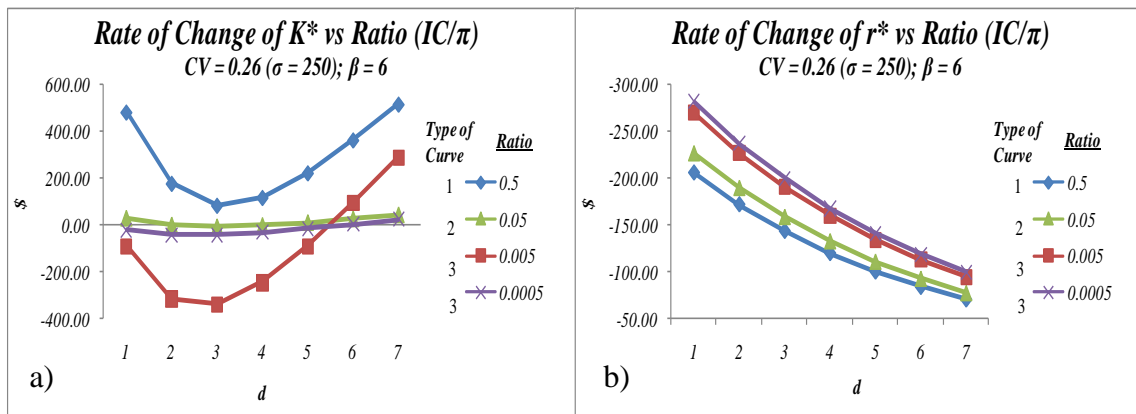 Rate of Change of K* vs Ratio (IC/π)
CV = 0.26 (σ = 250); β = 6
600.00
400.00
200.00
0.00
-200.00
-400.00
$
1 2 3 4 5 6 7
d
Type of Curve Ratio
1 0.5
2 0.05
3 0.005
3 0.0005
a)
Rate of Change of r* vs Ratio (IC/π)
CV = 0.26 (σ = 250); β = 6
-300.00
-250.00
-200.00
-150.00
-100.00
-50.00
$
1 2 3 4 5 6 7
d
Type of Curve Ratio
1 0.5
2 0.05
3 0.005
3 0.0005
b)